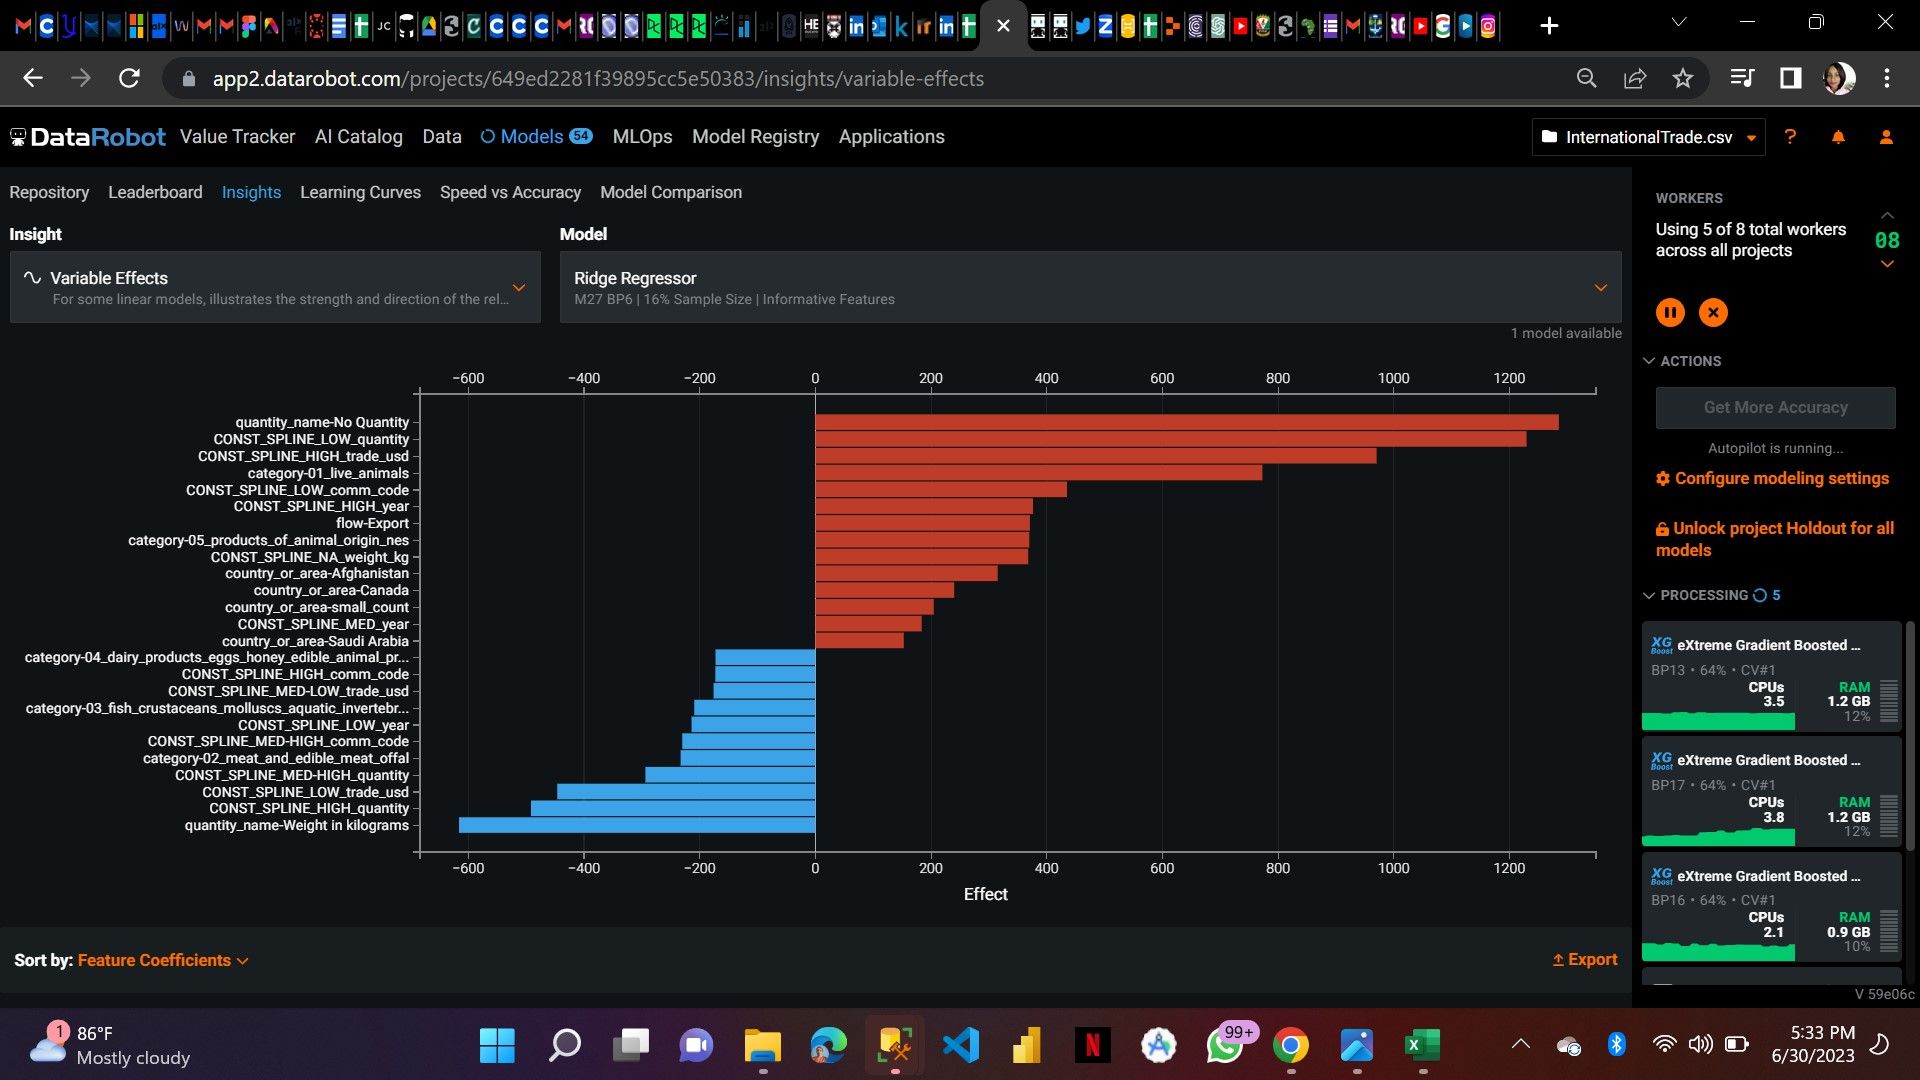 app2.datarobot.com/projects/649ed2281f39895cc5e50383/insights/variable-effects
DataRobot Value Tracker AI Catalog Data Models 54 MLOps Model Registry Applications InternationalTrade.csv ?
Repository Leaderboard Insights Learning Curves Speed vs Accuracy Model Comparison
Insight
Variable Effects
For some linear models, illustrates the strength and direction of the rel...
Model
Ridge Regressor
M27 BP6 | 16% Sample Size | Informative Features
1 model available
−600 −400 −200 0 200 400 600 800 1000 1200
quantity_name-No Quantity
CONST_SPLINE_LOW_quantity
CONST_SPLINE_HIGH_trade_usd
category-01_live_animals
CONST_SPLINE_LOW_comm_code
CONST_SPLINE_HIGH_year
flow-Export
category-05_products_of_animal_origin_nes
CONST_SPLINE_NA_weight_kg
country_or_area-Afghanistan
country_or_area-Canada
country_or_area-small_count
CONST_SPLINE_MED_year
country_or_area-Saudi Arabia
category-04_dairy_products_eggs_honey_edible_animal_pr...
CONST_SPLINE_HIGH_comm_code
CONST_SPLINE_MED-LOW_trade_usd
category-03_fish_crustaceans_molluscs_aquatic_invertebr...
CONST_SPLINE_LOW_year
CONST_SPLINE_MED-HIGH_comm_code
category-02_meat_and_edible_meat_offal
CONST_SPLINE_MED-HIGH_quantity
CONST_SPLINE_LOW_trade_usd
CONST_SPLINE_HIGH_quantity
quantity_name-Weight in kilograms
−600 −400 −200 0 200 400 600 800 1000 1200
Effect
Sort by: Feature Coefficients
Export
WORKERS
Using 5 of 8 total workers
across all projects
08
ACTIONS
Get More Accuracy
Autopilot is running...
Configure modeling settings
Unlock project Holdout for all
models
PROCESSING 5
XG Boost eXtreme Gradient Boosted ...
BP13 • 64% • CV#1
CPUs RAM
3.5 1.2 GB
12%
XG Boost eXtreme Gradient Boosted ...
BP17 • 64% • CV#1
CPUs RAM
3.8 1.2 GB
12%
XG Boost eXtreme Gradient Boosted ...
BP16 • 64% • CV#1
CPUs RAM
2.1 0.9 GB
10%
V 59e06c
1
86°F
Mostly cloudy
99+
5:33 PM
6/30/2023